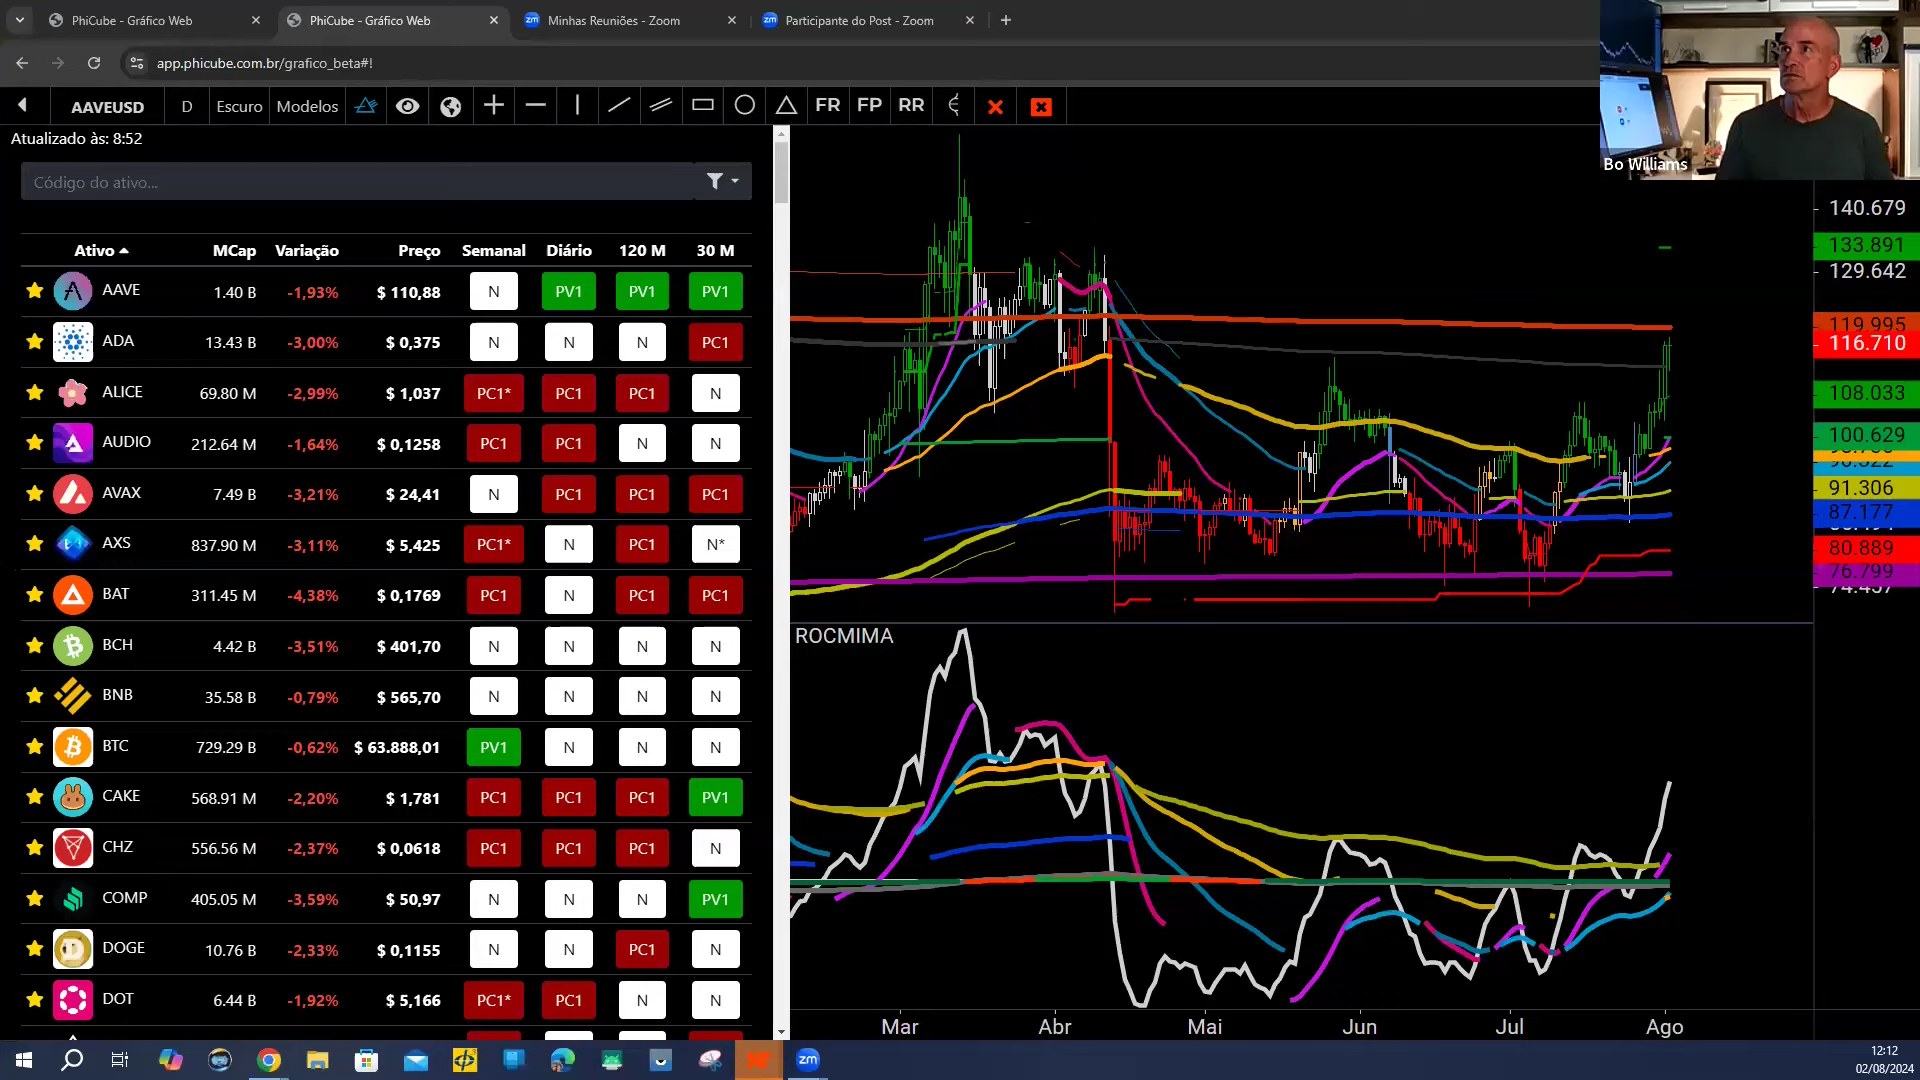 PhiCube - Gráfico Web
PhiCube - Gráfico Web
zm Minhas Reuniões - Zoom
zm Participante do Post - Zoom
app.phicube.com.br/grafico_beta#!
AAVEUSD D Escuro Modelos FR FP RR
Bo Williams
Atualizado às: 8:52
Código do ativo...
Ativo MCap Variação Preço Semanal Diário 120 M 30 M
AAVE 1.40 B -1,93% $ 110,88 N PV1 PV1 PV1
ADA 13.43 B -3,00% $ 0,375 N N N PC1
ALICE 69.80 M -2,99% $ 1,037 PC1* PC1 PC1 N
AUDIO 212.64 M -1,64% $ 0,1258 PC1 PC1 N N
AVAX 7.49 B -3,21% $ 24,41 N PC1 PC1 PC1
AXS 837.90 M -3,11% $ 5,425 PC1* N PC1 N*
BAT 311.45 M -4,38% $ 0,1769 PC1 N PC1 PC1
BCH 4.42 B -3,51% $ 401,70 N N N N
BNB 35.58 B -0,79% $ 565,70 N N N N
BTC 729.29 B -0,62% $ 63.888,01 PV1 N N N
CAKE 568.91 M -2,20% $ 1,781 PC1 PC1 PC1 PV1
CHZ 556.56 M -2,37% $ 0,0618 PC1 PC1 PC1 N
COMP 405.05 M -3,59% $ 50,97 N N N PV1
DOGE 10.76 B -2,33% $ 0,1155 N N PC1 N
DOT 6.44 B -1,92% $ 5,166 PC1* PC1 N N
140.679
133.891
129.642
119.995
116.710
108.033
100.629
91.306
87.177
80.889
76.799
74.457
ROCMIMA
Mar Abr Mai Jun Jul Ago
zm
12:12
02/08/2024